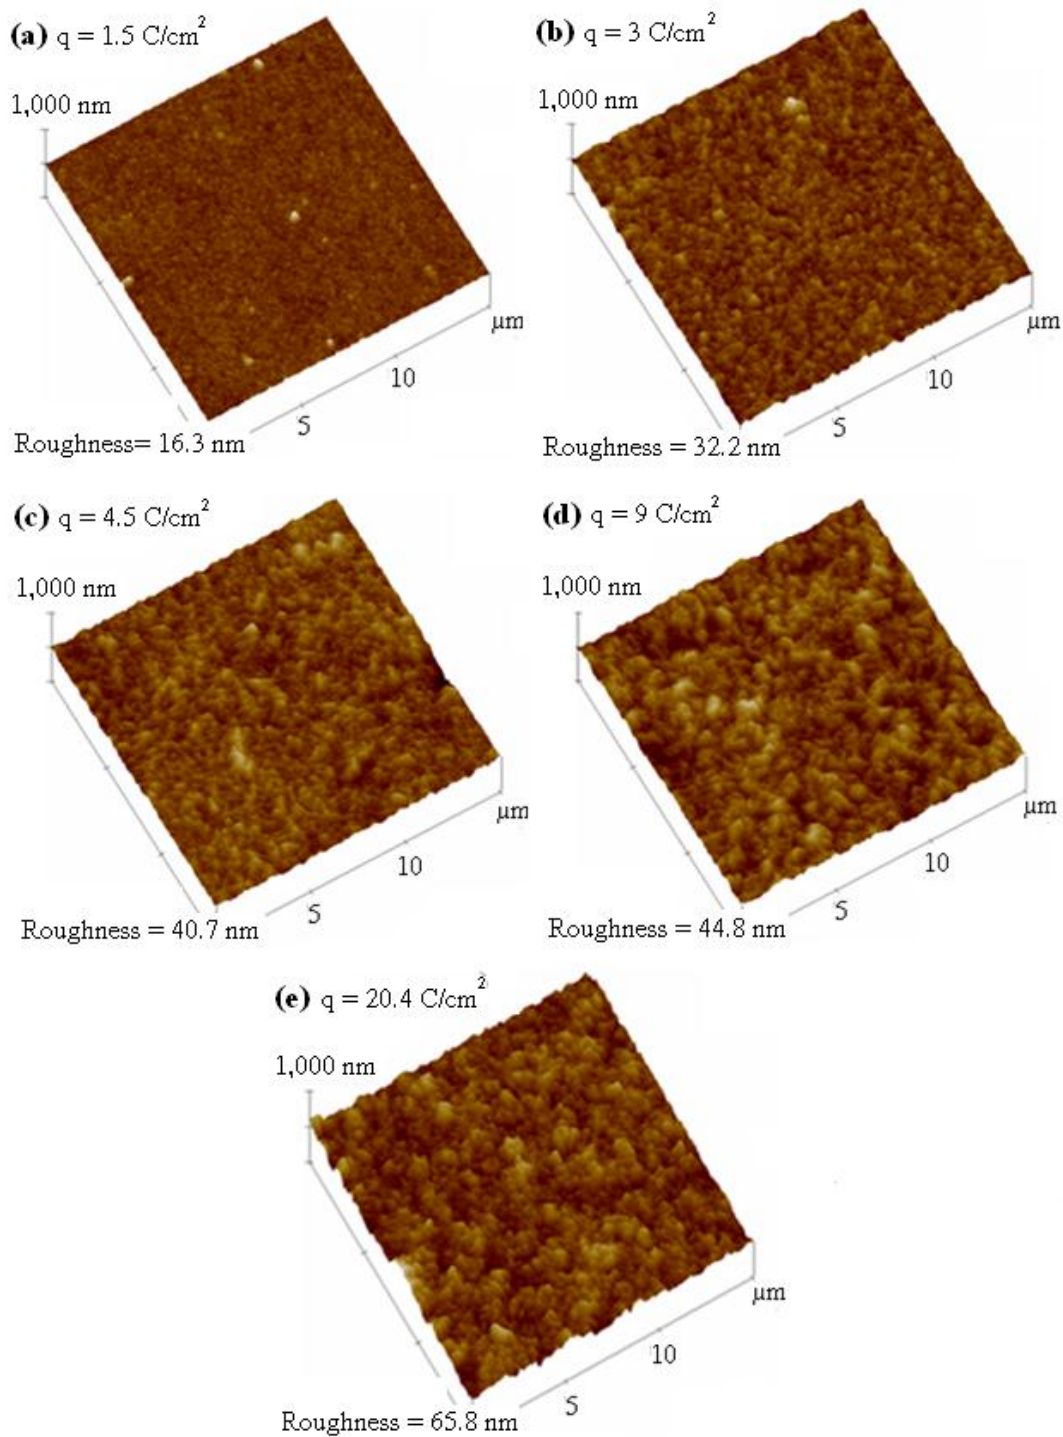 (a) q = 1.5 C/cm²
1,000 nm
μm
10
5
Roughness= 16.3 nm
(b) q = 3 C/cm²
1,000 nm
μm
10
5
Roughness = 32.2 nm
(c) q = 4.5 C/cm²
1,000 nm
μm
10
5
Roughness = 40.7 nm
(d) q = 9 C/cm²
1,000 nm
μm
10
5
Roughness = 44.8 nm
(e) q = 20.4 C/cm²
1,000 nm
μm
10
5
Roughness = 65.8 nm